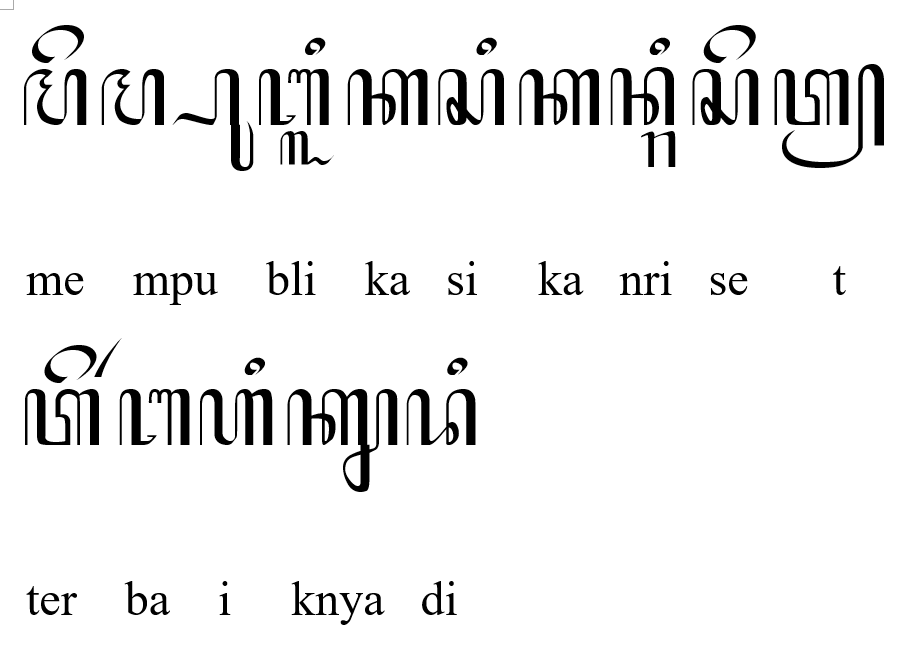 ꦩꦼꦩ꧀ꦥꦸꦧ꧀ꦭꦶꦏꦱꦶꦏꦤ꧀ꦫꦶꦱꦼꦠ꧀
me mpu bli ka si ka nri se t
ꦠꦼꦂꦧꦲꦶꦏ꧀ꦚꦢꦶ
ter ba i knya di